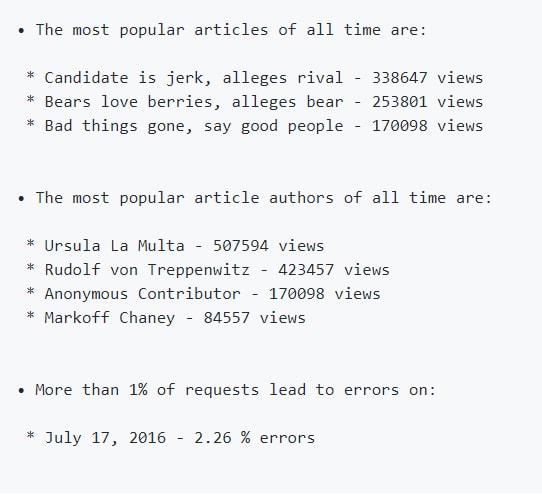 • The most popular articles of all time are:
* Candidate is jerk, alleges rival - 338647 views
* Bears love berries, alleges bear - 253801 views
* Bad things gone, say good people - 170098 views
• The most popular article authors of all time are:
* Ursula La Multa - 507594 views
* Rudolf von Treppenwitz - 423457 views
* Anonymous Contributor - 170098 views
* Markoff Chaney - 84557 views
• More than 1% of requests lead to errors on:
* July 17, 2016 - 2.26 % errors